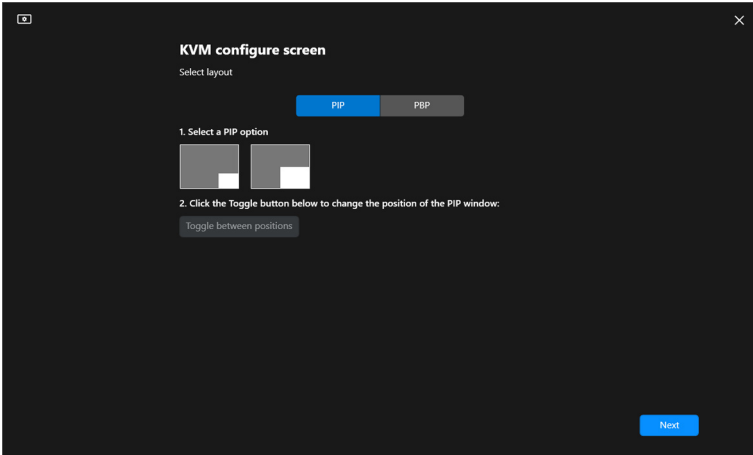 KVM configure screen
Select layout
PIP
PBP
1. Select a PIP option
2. Click the Toggle button below to change the position of the PIP window:
Toggle between positions
Next